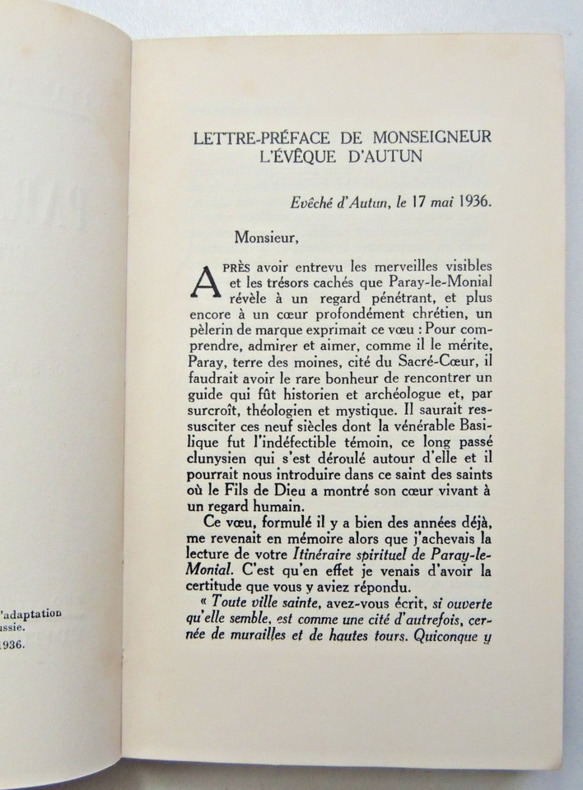 'adaptation
ussie.
1936.
LETTRE-PRÉFACE DE MONSEIGNEUR
L'ÉVÊQUE D'AUTUN
Evêché d'Autun, le 17 mai 1936.
Monsieur,
APRÈS avoir entrevu les merveilles visibles
et les trésors cachés que Paray-le-Monial
révèle à un regard pénétrant, et plus
encore à un cœur profondément chrétien, un
pèlerin de marque exprimait ce vœu : Pour com-
prendre, admirer et aimer, comme il le mérite,
Paray, terre des moines, cité du Sacré-Cœur, il
faudrait avoir le rare bonheur de rencontrer un
guide qui fût historien et archéologue et, par
surcroît, théologien et mystique. Il saurait res-
susciter ces neuf siècles dont la vénérable Basi-
lique fut l'indéfectible témoin, ce long passé
clunysien qui s'est déroulé autour d'elle et il
pourrait nous introduire dans ce saint des saints
où le Fils de Dieu a montré son cœur vivant à
un regard humain.
Ce vœu, formulé il y a bien des années déjà,
me revenait en mémoire alors que j'achevais la
lecture de votre Itinéraire spirituel de Paray-le-
Monial. C'est qu'en effet je venais d'avoir la
certitude que vous y aviez répondu.
« Toute ville sainte, avez-vous écrit, si ouverte
qu'elle semble, est comme une cité d'autrefois, cer-
née de murailles et de hautes tours. Quiconque y